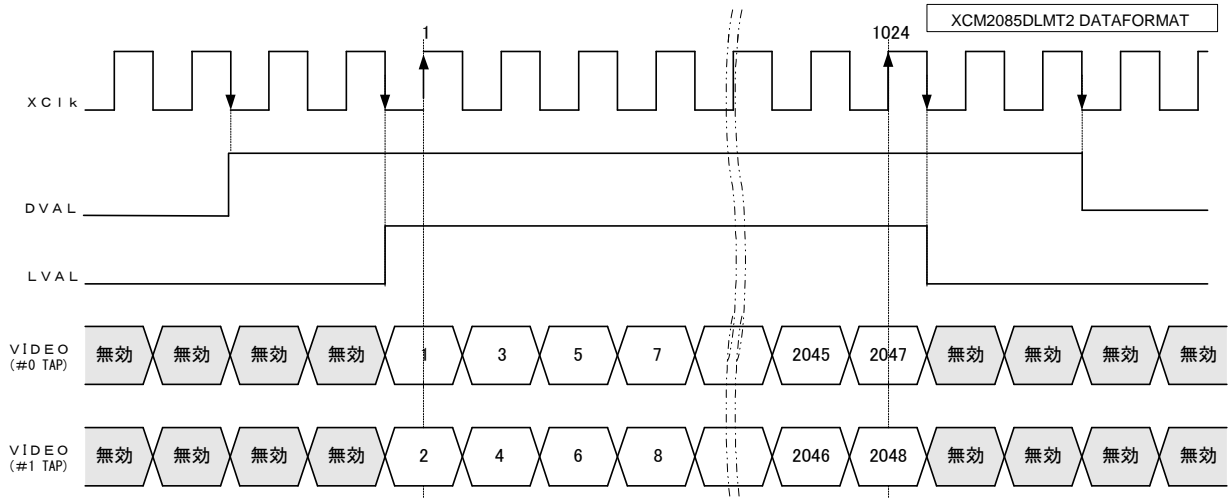 XCM2085DLMT2 DATAFORMAT
1 1024
ＸＣｌｋ
ＤＶＡＬ
ＬＶＡＬ
ＶＩＤＥＯ
(#0 TAP)
無効 無効 無効 無効 1 3 5 7 2045 2047 無効 無効 無効 無効
ＶＩＤＥＯ
(#1 TAP)
無効 無効 無効 無効 2 4 6 8 2046 2048 無効 無効 無効 無効